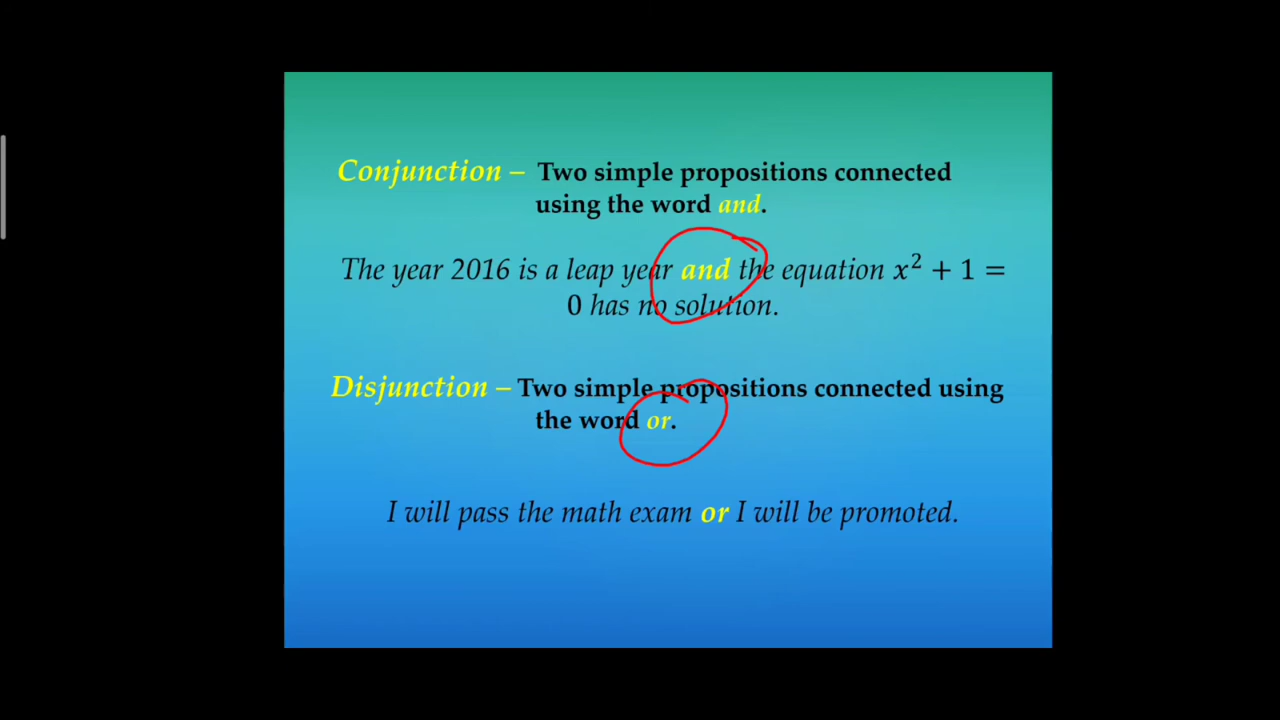 Conjunction – Two simple propositions connected
using the word and.
The year 2016 is a leap year and the equation x² + 1 =
0 has no solution.
Disjunction – Two simple propositions connected using
the word or.
I will pass the math exam or I will be promoted.